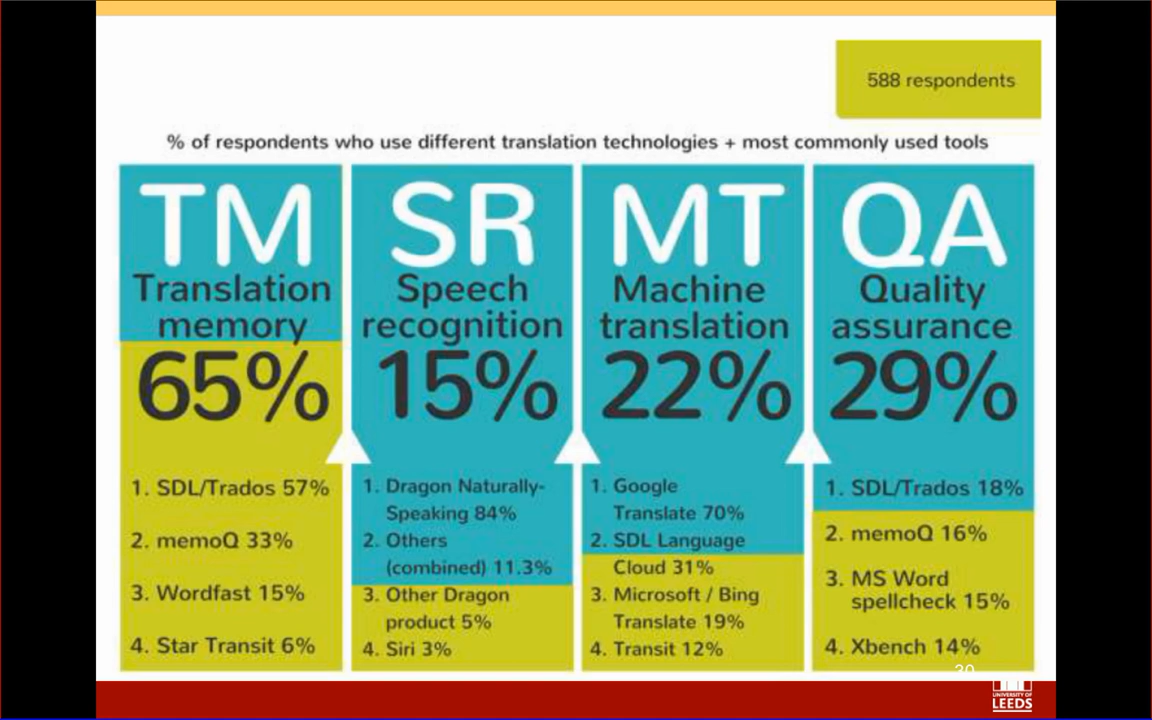 588 respondents
% of respondents who use different translation technologies + most commonly used tools
TM
Translation
memory
65%
1. SDL/Trados 57%
2. memoQ 33%
3. Wordfast 15%
4. Star Transit 6%
SR
Speech
recognition
15%
1. Dragon Naturally-
Speaking 84%
2. Others
(combined) 11.3%
3. Other Dragon
product 5%
4. Siri 3%
MT
Machine
translation
22%
1. Google
Translate 70%
2. SDL Language
Cloud 31%
3. Microsoft / Bing
Translate 19%
4. Transit 12%
QA
Quality
assurance
29%
1. SDL/Trados 18%
2. memoQ 16%
3. MS Word
spellcheck 15%
4. Xbench 14%
30
UNIVERSITY OF
LEEDS